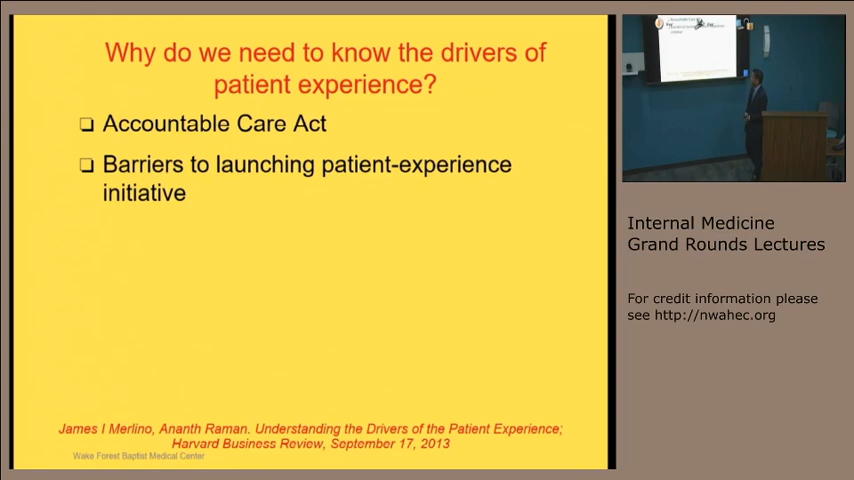 Why do we need to know the drivers of
patient experience?
❑ Accountable Care Act
❑ Barriers to launching patient-experience
initiative
James I Merlino, Ananth Raman. Understanding the Drivers of the Patient Experience;
Harvard Business Review, September 17, 2013
Wake Forest Baptist Medical Center
Internal Medicine
Grand Rounds Lectures
For credit information please
see http://nwahec.org